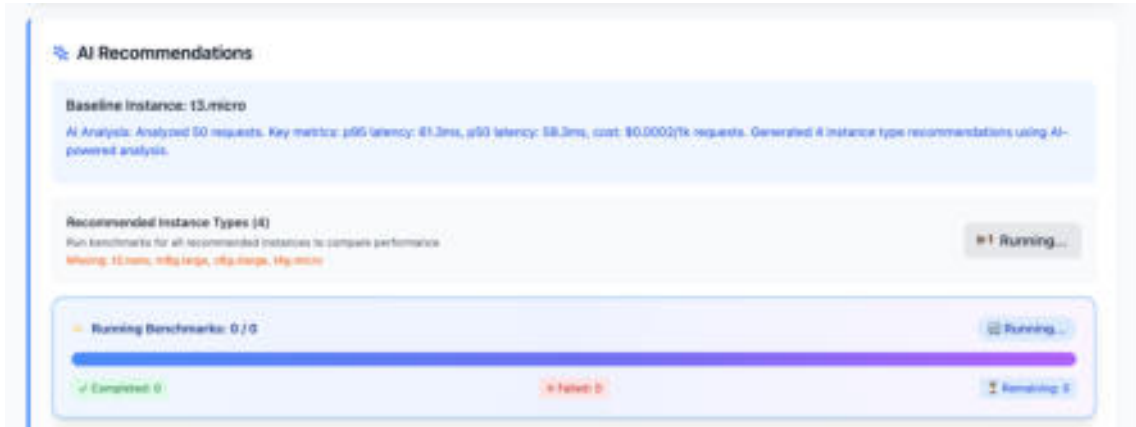 AI Recommendations
Baseline Instance: t3.micro
AI Analysis: Analyzed 50 requests. Key metrics: p95 latency: 61.3ms, p50 latency: 58.3ms, cost: $0.0002/1k requests. Generated 4 instance type recommendations using AI-
powered analysis.
Recommended Instance Types (4)
Run benchmarks for all recommended instances to compare performance
Running...
Missing: t3.nano,
Running Benchmarks: 0 / 0
Running...
✓ Completed: 0
Failed: 0
Remaining: 0